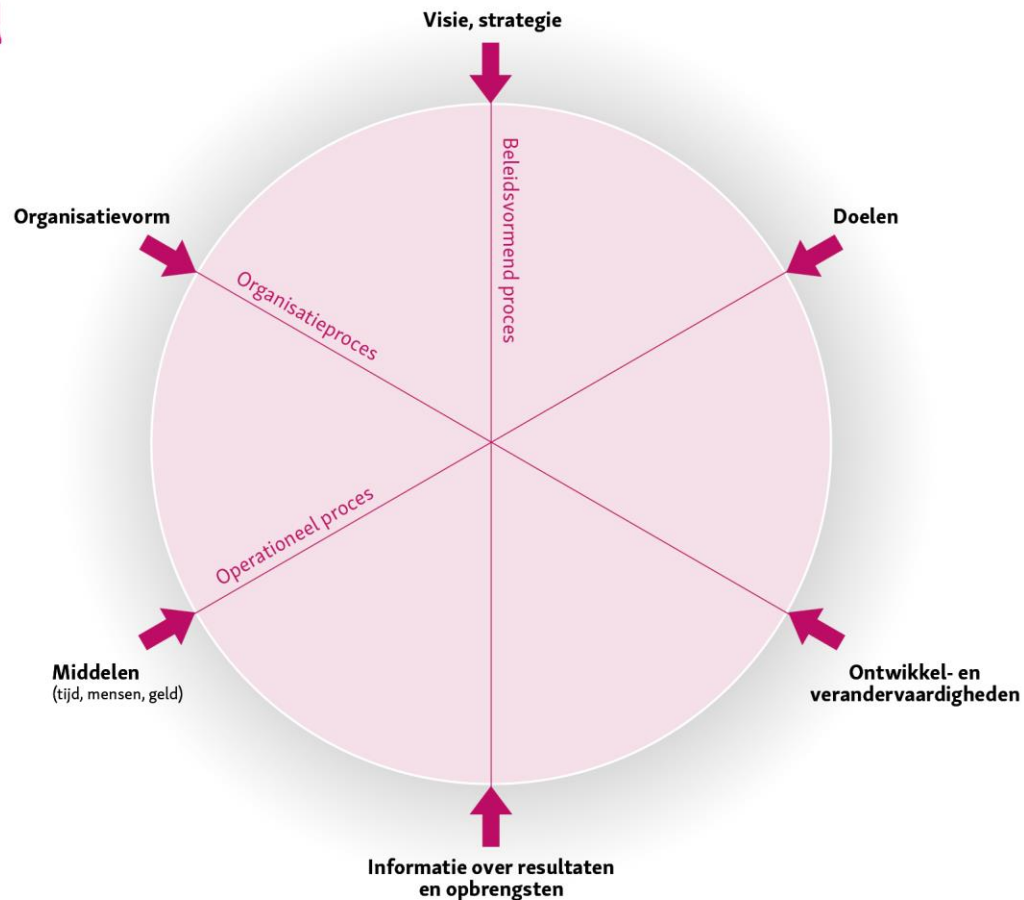 Visie, strategie
Beleidsvormend proces
Organisatievorm
Doelen
Organisatieproces
Operationeel proces
Middelen
(tijd, mensen, geld)
Ontwikkel- en
verandervaardigheden
Informatie over resultaten
en opbrengsten